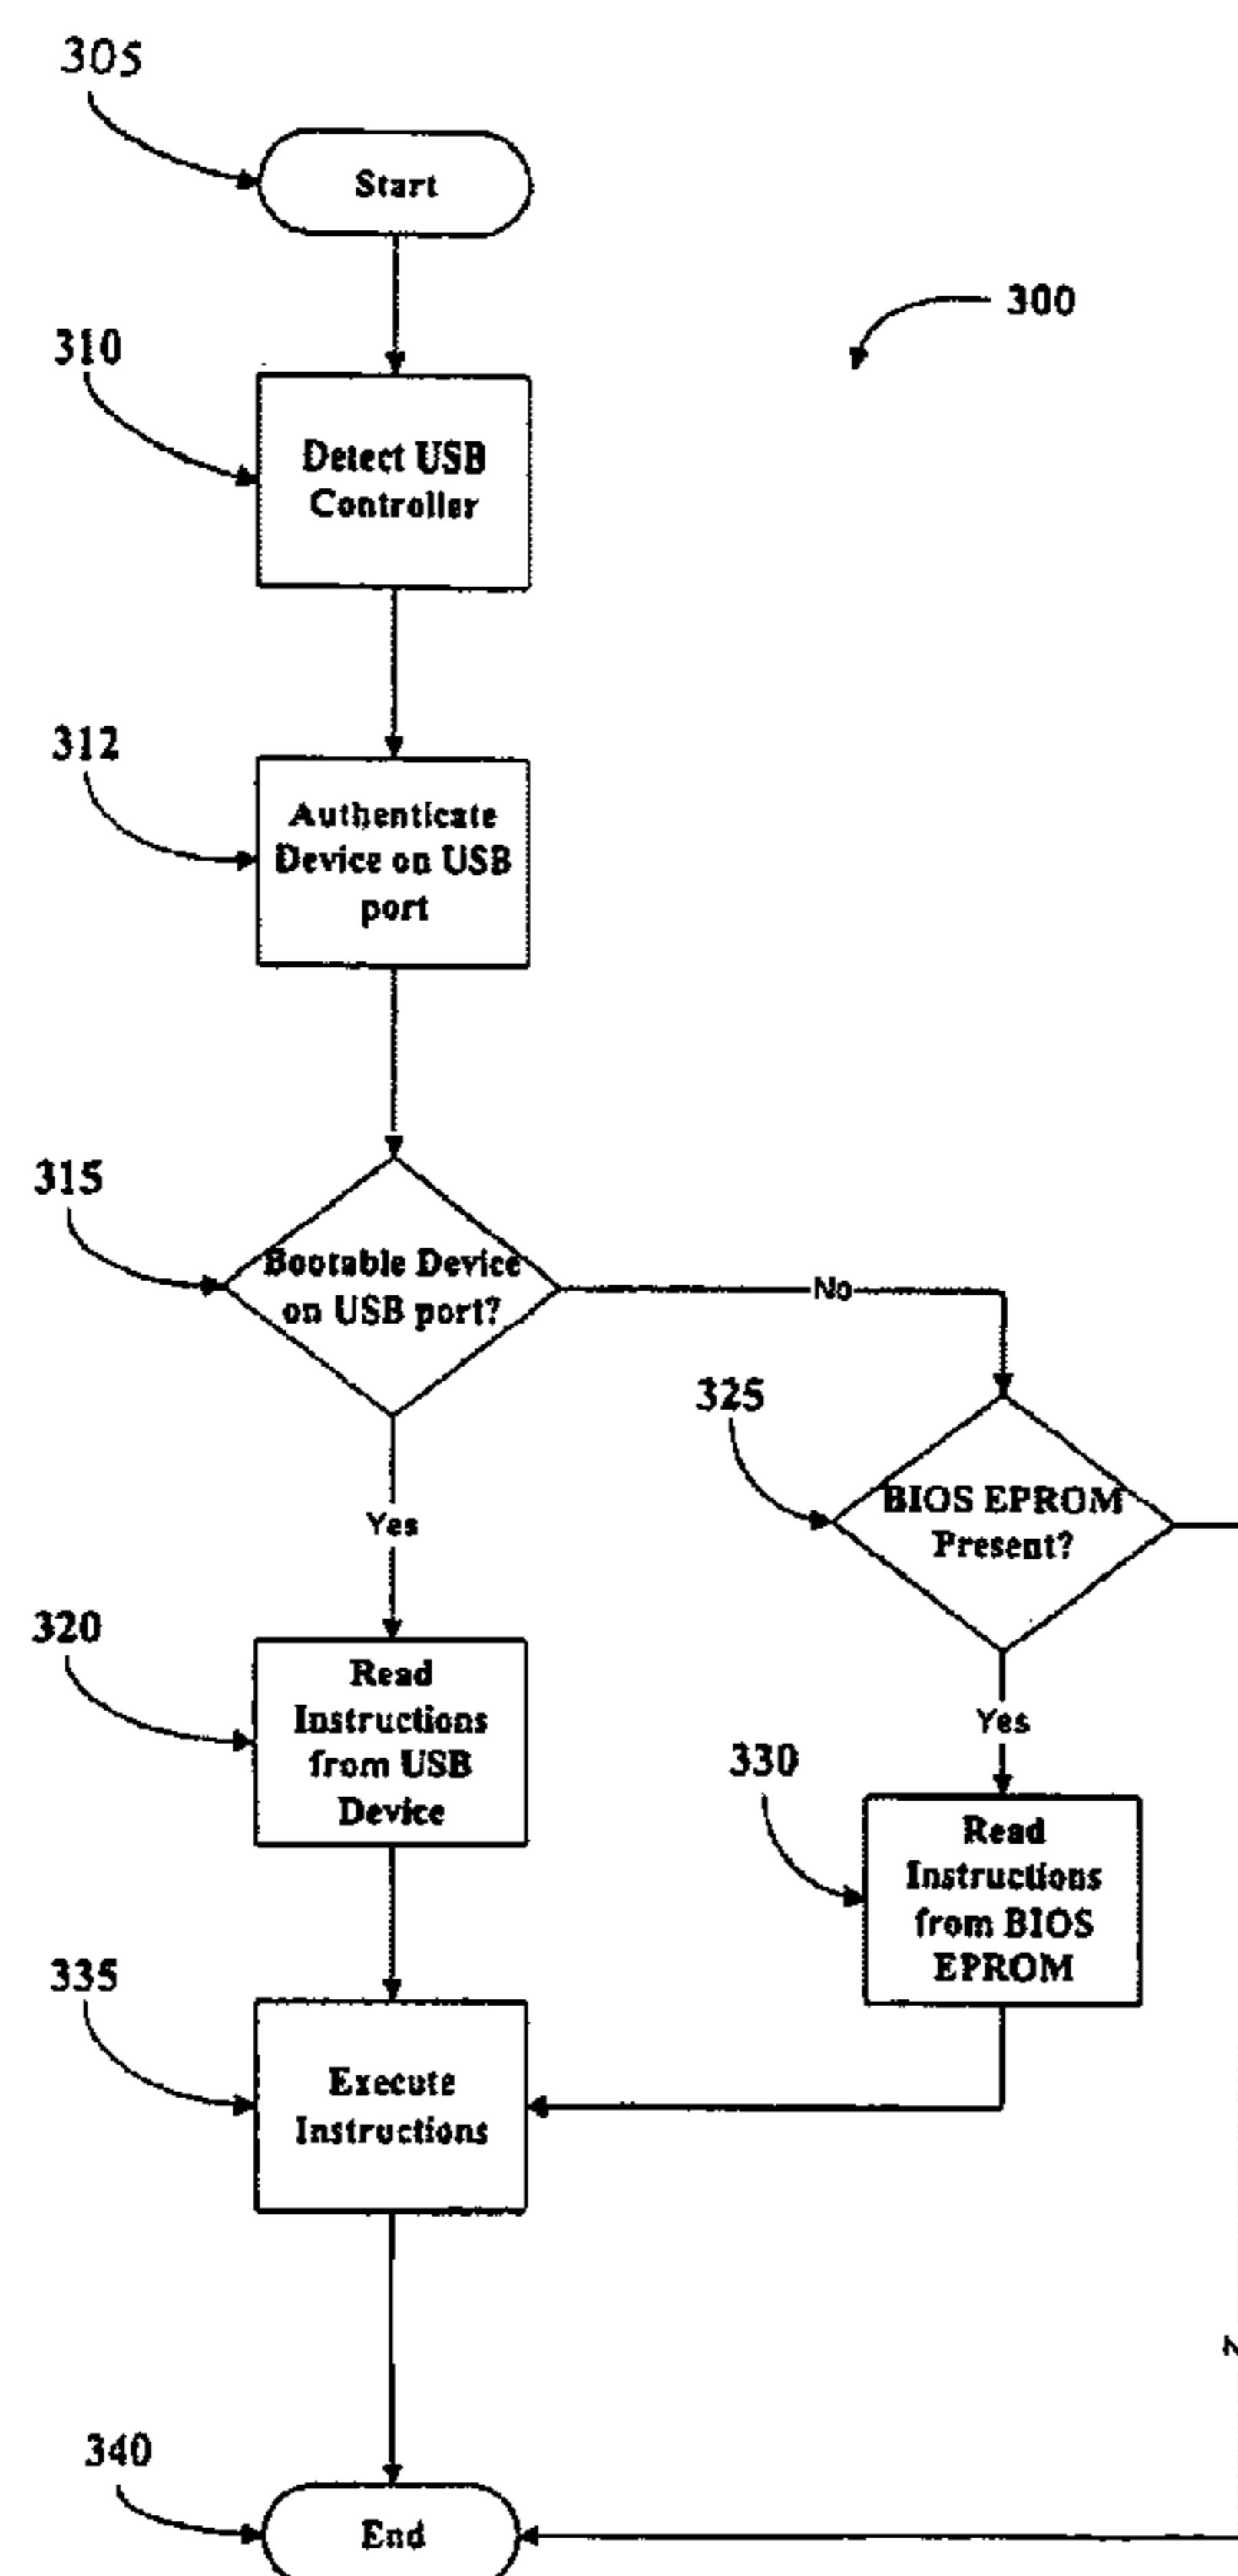 305
Start
300
310
Detect USB
Controller
312
Authenticate
Device on USB
port
315
Bootable Device
on USB port?
No
325
BIOS EPROM
Present?
Yes
Yes
320
Read
Instructions
from USB
Device
330
Read
Instructions
from BIOS
EPROM
335
Execute
Instructions
340
End